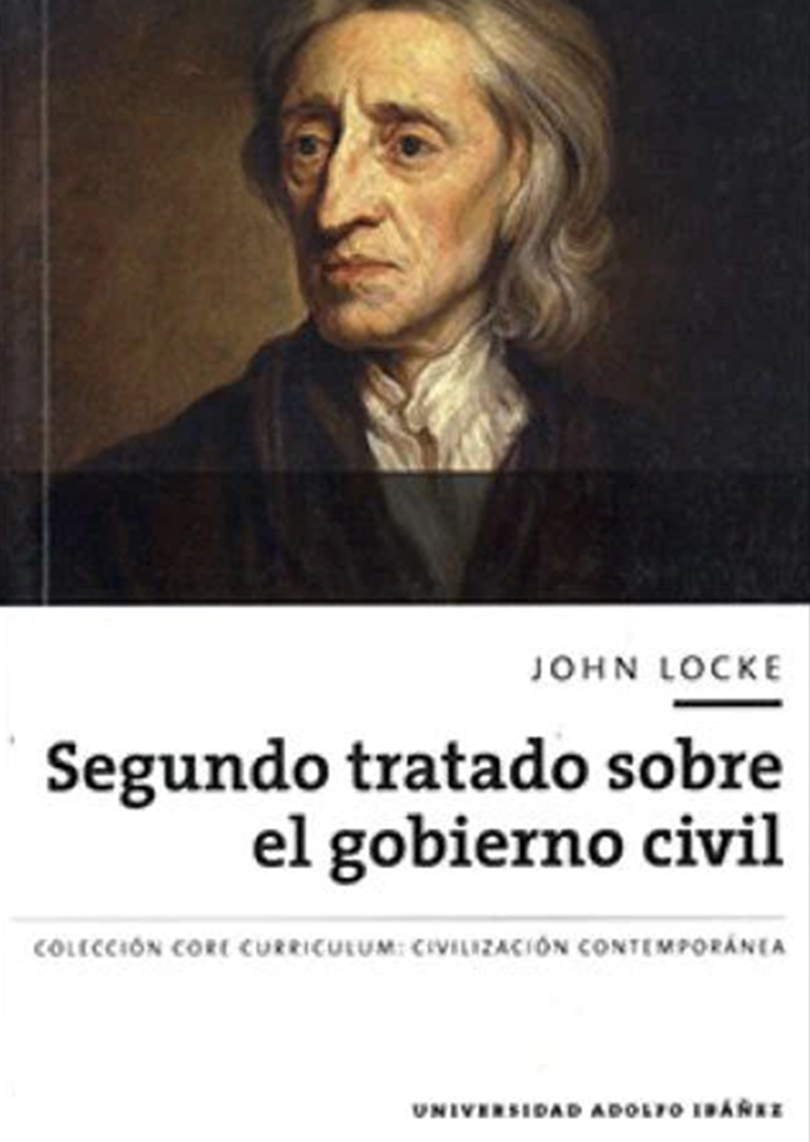 JOHN LOCKE
Segundo tratado sobre
el gobierno civil
COLECCIÓN CORE CURRICULUM: CIVILIZACIÓN CONTEMPORÁNEA
UNIVERSIDAD ADOLFO IBÁÑEZ